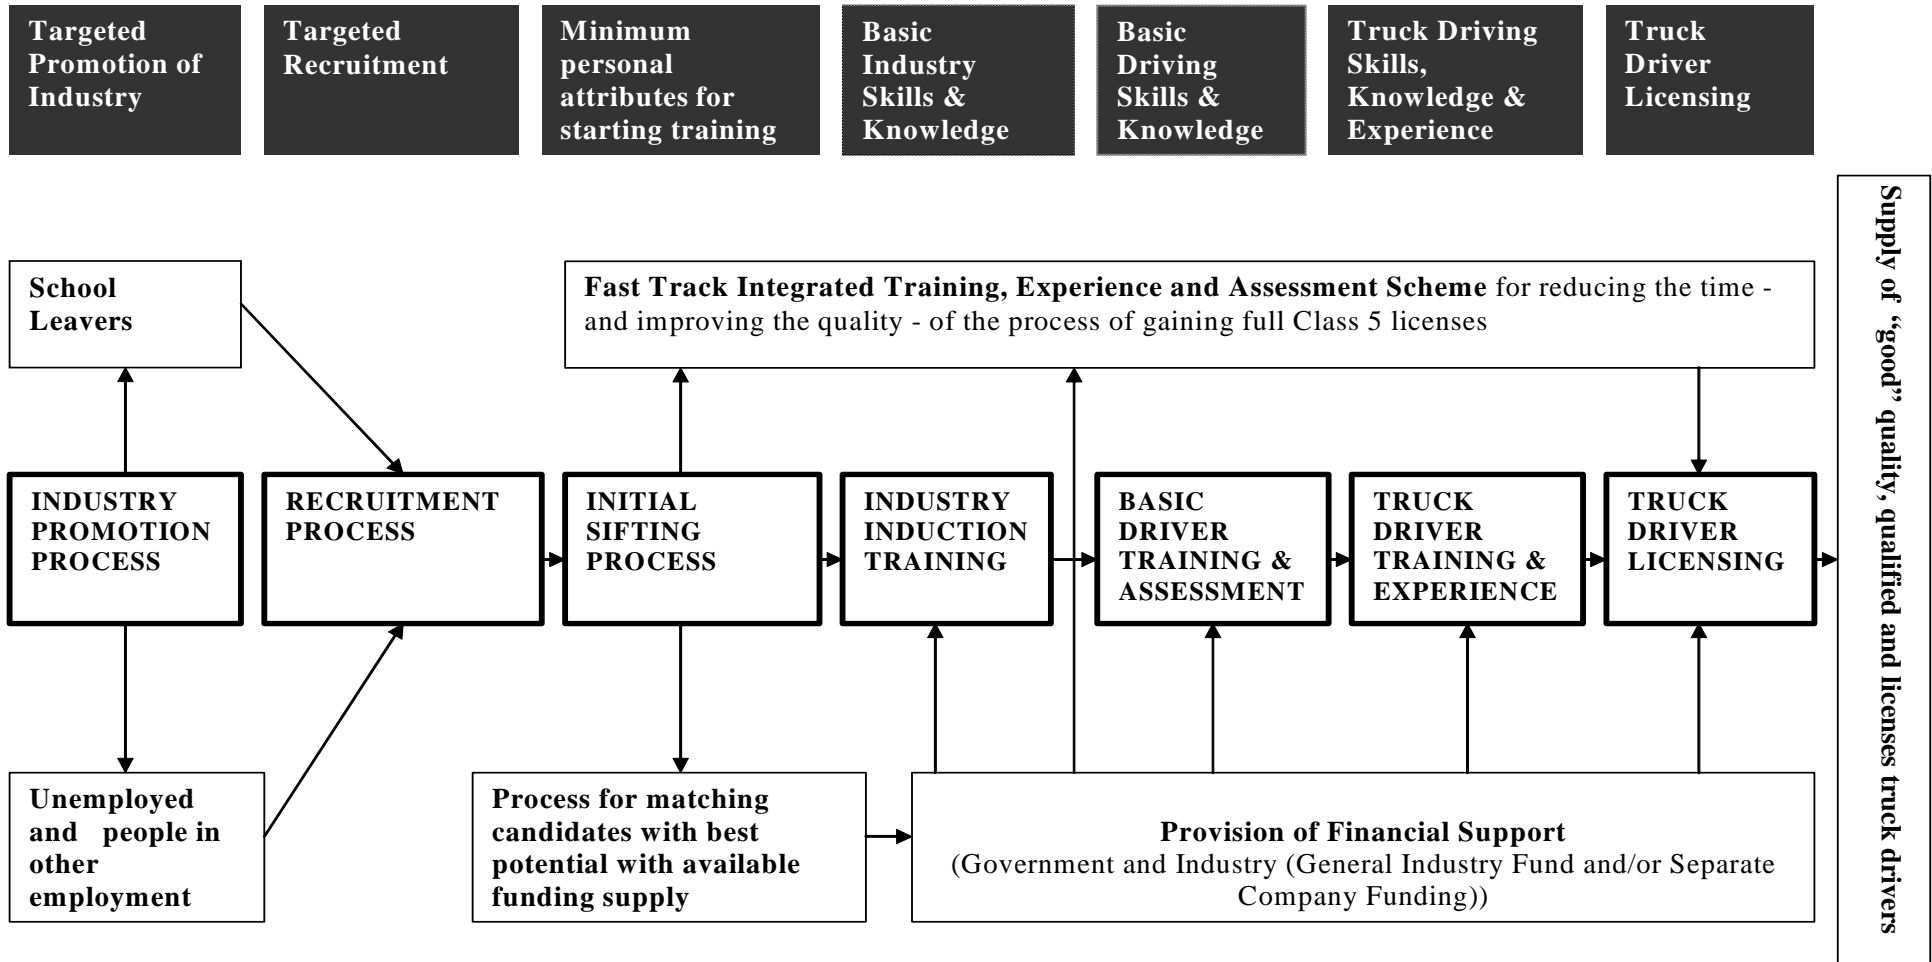 Targeted
Promotion of
Industry
Targeted
Recruitment
Minimum
personal
attributes for
starting training
Basic
Industry
Skills &
Knowledge
Basic
Driving
Skills &
Knowledge
Truck Driving
Skills,
Knowledge &
Experience
Truck
Driver
Licensing
School
Leavers
Fast Track Integrated Training, Experience and Assessment Scheme for reducing the time -
and improving the quality - of the process of gaining full Class 5 licenses
INDUSTRY
PROMOTION
PROCESS
RECRUITMENT
PROCESS
INITIAL
SIFTING
PROCESS
INDUSTRY
INDUCTION
TRAINING
BASIC
DRIVER
TRAINING &
ASSESSMENT
TRUCK
DRIVER
TRAINING &
EXPERIENCE
TRUCK
DRIVER
LICENSING
Unemployed
and people in
other
employment
Process for matching
candidates with best
potential with available
funding supply
Provision of Financial Support
(Government and Industry (General Industry Fund and/or Separate
Company Funding))
Supply of “good” quality, qualified and licenses truck drivers